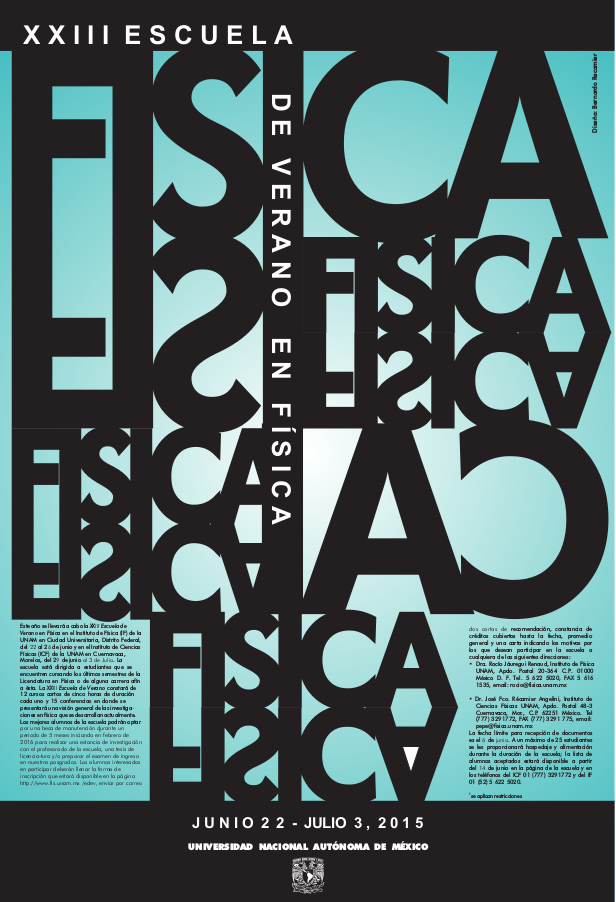 XXIII ESCUELA
DE VERANO EN FÍSICA
Diseño: Bernardo Recamier
FISICA
FISICA
FISICA
FISICA
Este año se llevará a cabo la XXII Escuela de
Verano en Física en el Instituto de Física (IF) de la
UNAM en Ciudad Universitaria, Distrito Federal,
del 22 al 26 de junio y en el Instituto de Ciencias
Físicas (ICF) de la UNAM en Cuernavaca,
Morelos, del 29 de junio al 3 de Julio. La
escuela está dirigida a estudiantes que se
encuentran cursando los últimos semestres de la
Licenciatura en Física o de alguna carrera afín
a ésta. La XXII Escuela de Verano constará de
12 cursos cortos de cinco horas de duración
cada uno y 15 conferencias en donde se
presentará una visión general de la investiga-
ción en física que se desarrolla actualmente.
Los mejores alumnos de la escuela podrán optar
por una beca de manutención durante un
período de 5 meses iniciando en febrero de
2016 para realizar una estancia de investigación
con el profesorado de la escuela, una tesis de
licenciatura y/o preparar el examen de ingreso
en nuestros posgrados. Los alumnos interesados
en participar deberán llenar la forma de
inscripción que estará disponible en la página
http://www.fis.unam.mx /edev, enviar por correo
dos cartas de recomendación, constancia de
créditos cubiertos hasta la fecha, promedio
general y una carta indicando los motivos por
los que desean participar en la escuela a
cualquiera de las siguientes direcciones:
• Dra. Rocío Jáuregui Renaud, Instituto de Física
UNAM, Apdo. Postal 20-364 C.P. 01000
México D. F. Tel. 5 622 5020, FAX 5 616
1535, email: rocio@fisica.unam.mx
• Dr. José Fco. Récamier Angelini, Instituto de
Ciencias Físicas UNAM, Apdo. Postal 48-3
Cuernavaca, Mor., C.P. 62251 México. Tel
(777) 3291772, FAX (777) 3291 775, email:
pepe@fis.unam.mx
La fecha límite para recepción de documentos
es el 6 de junio. A un máximo de 25 estudiantes
se les proporcionará hospedaje y alimentación
durante la duración de la escuela; la lista de
alumnos aceptados estará disponible a partir
del 14 de junio en la página de la escuela y en
los teléfonos del ICF 01 (777) 3291772 y del IF
01 (52) 5 622 5020.
*se aplican restricciones
JUNIO 22 - JULIO 3, 2015
UNIVERSIDAD NACIONAL AUTÓNOMA DE MÉXICO